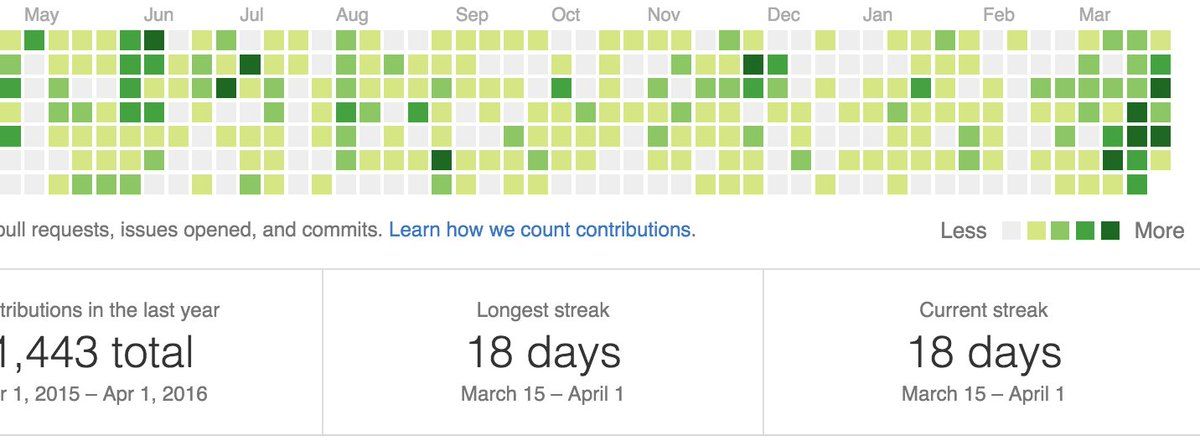 May Jun Jul Aug Sep Oct Nov Dec Jan Feb Mar
pull requests, issues opened, and commits. Learn how we count contributions.
Less More
tributions in the last year
1,443 total
r 1, 2015 – Apr 1, 2016
Longest streak
18 days
March 15 – April 1
Current streak
18 days
March 15 – April 1